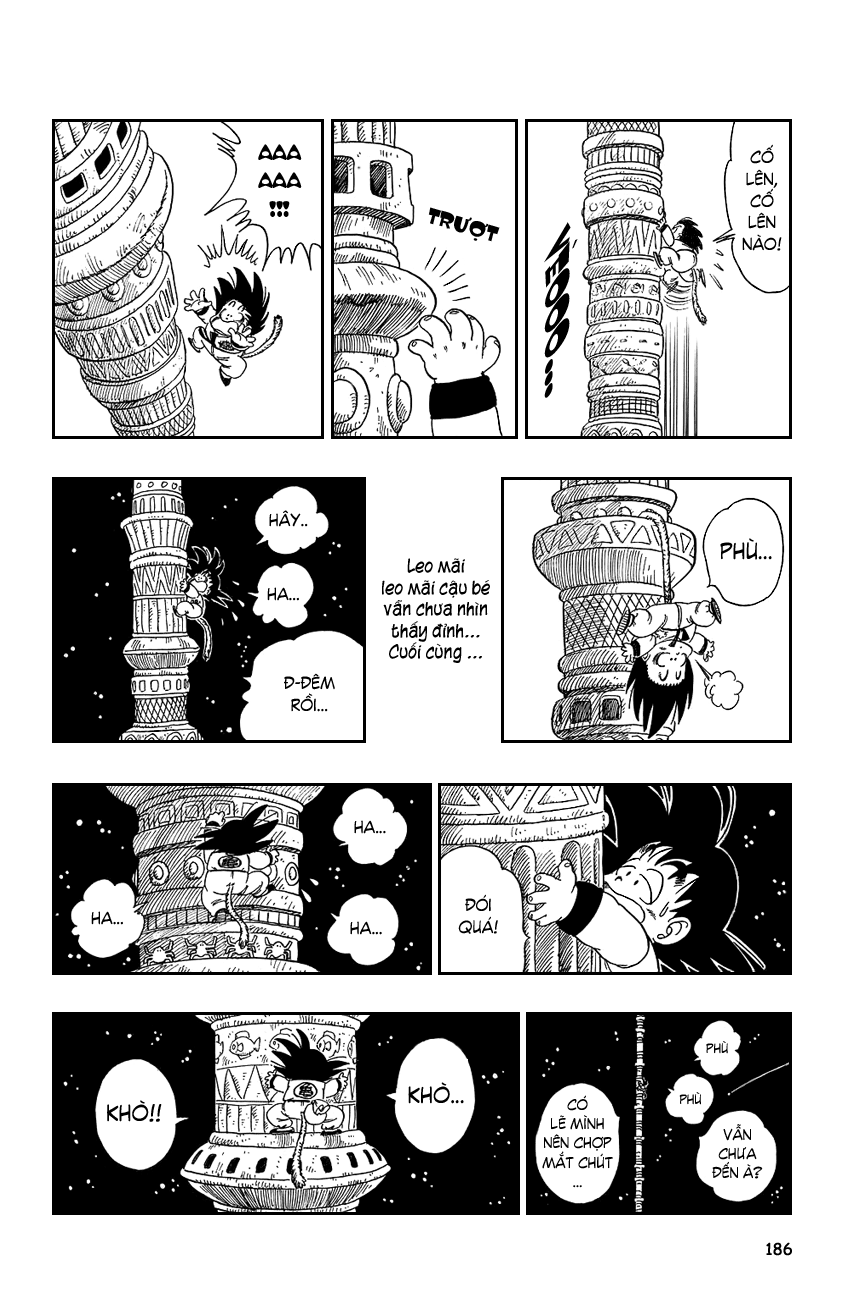 CỐ
LÊN,
CỐ
LÊN
NÀO!
VÈOOO...
TRƯỢT
AAA
AAA
!!!
PHÙ...
Leo mãi
leo mãi cậu bé
vẫn chưa nhìn
thấy đỉnh...
Cuối cùng ...
HÂY..
HA...
Đ-ĐÊM
RỒI...
ĐÓI
QUÁ!
HA...
HA...
HA...
PHÙ
PHÙ
VẪN
CHƯA
ĐẾN À?
CÓ
LẼ MÌNH
NÊN CHỢP
MẮT CHÚT
...
KHÒ...
KHÒ!!
186